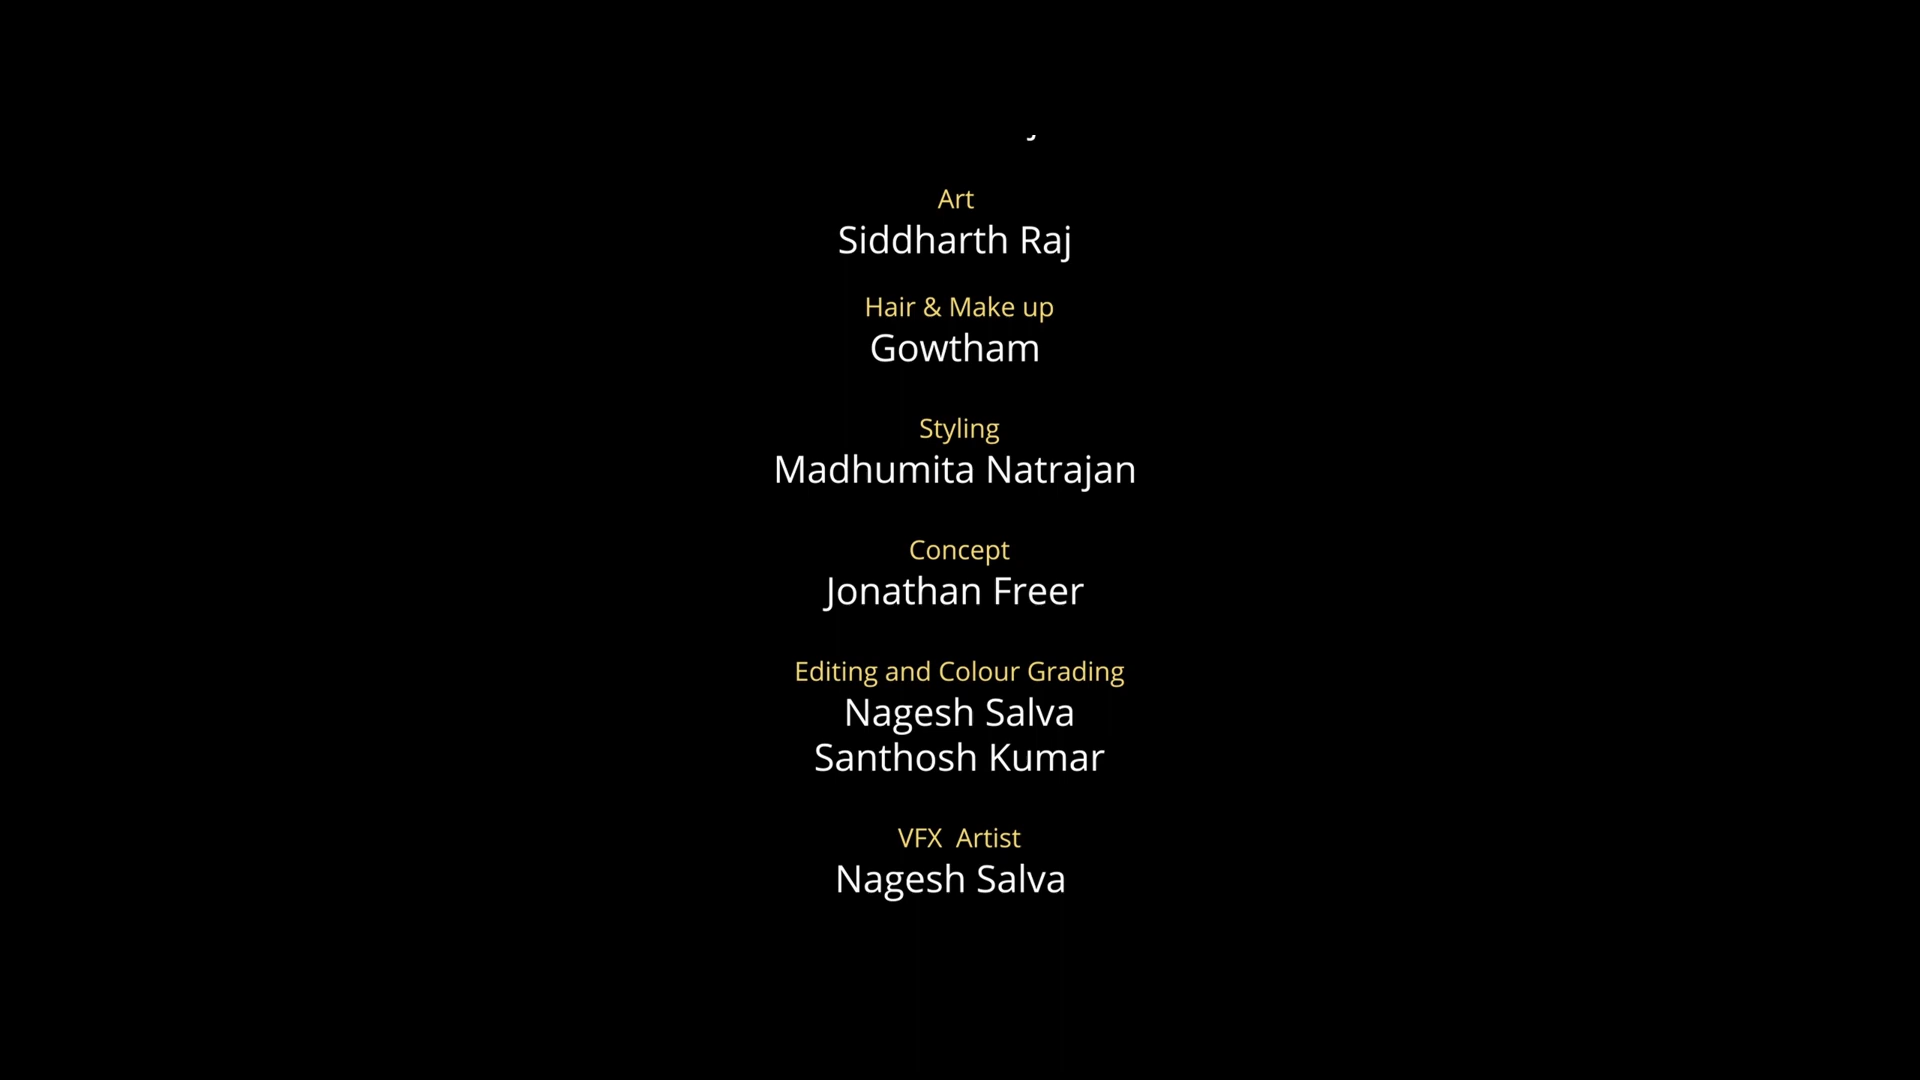 Art
Siddharth Raj
Hair & Make up
Gowtham
Styling
Madhumita Natrajan
Concept
Jonathan Freer
Editing and Colour Grading
Nagesh Salva
Santhosh Kumar
VFX  Artist
Nagesh Salva